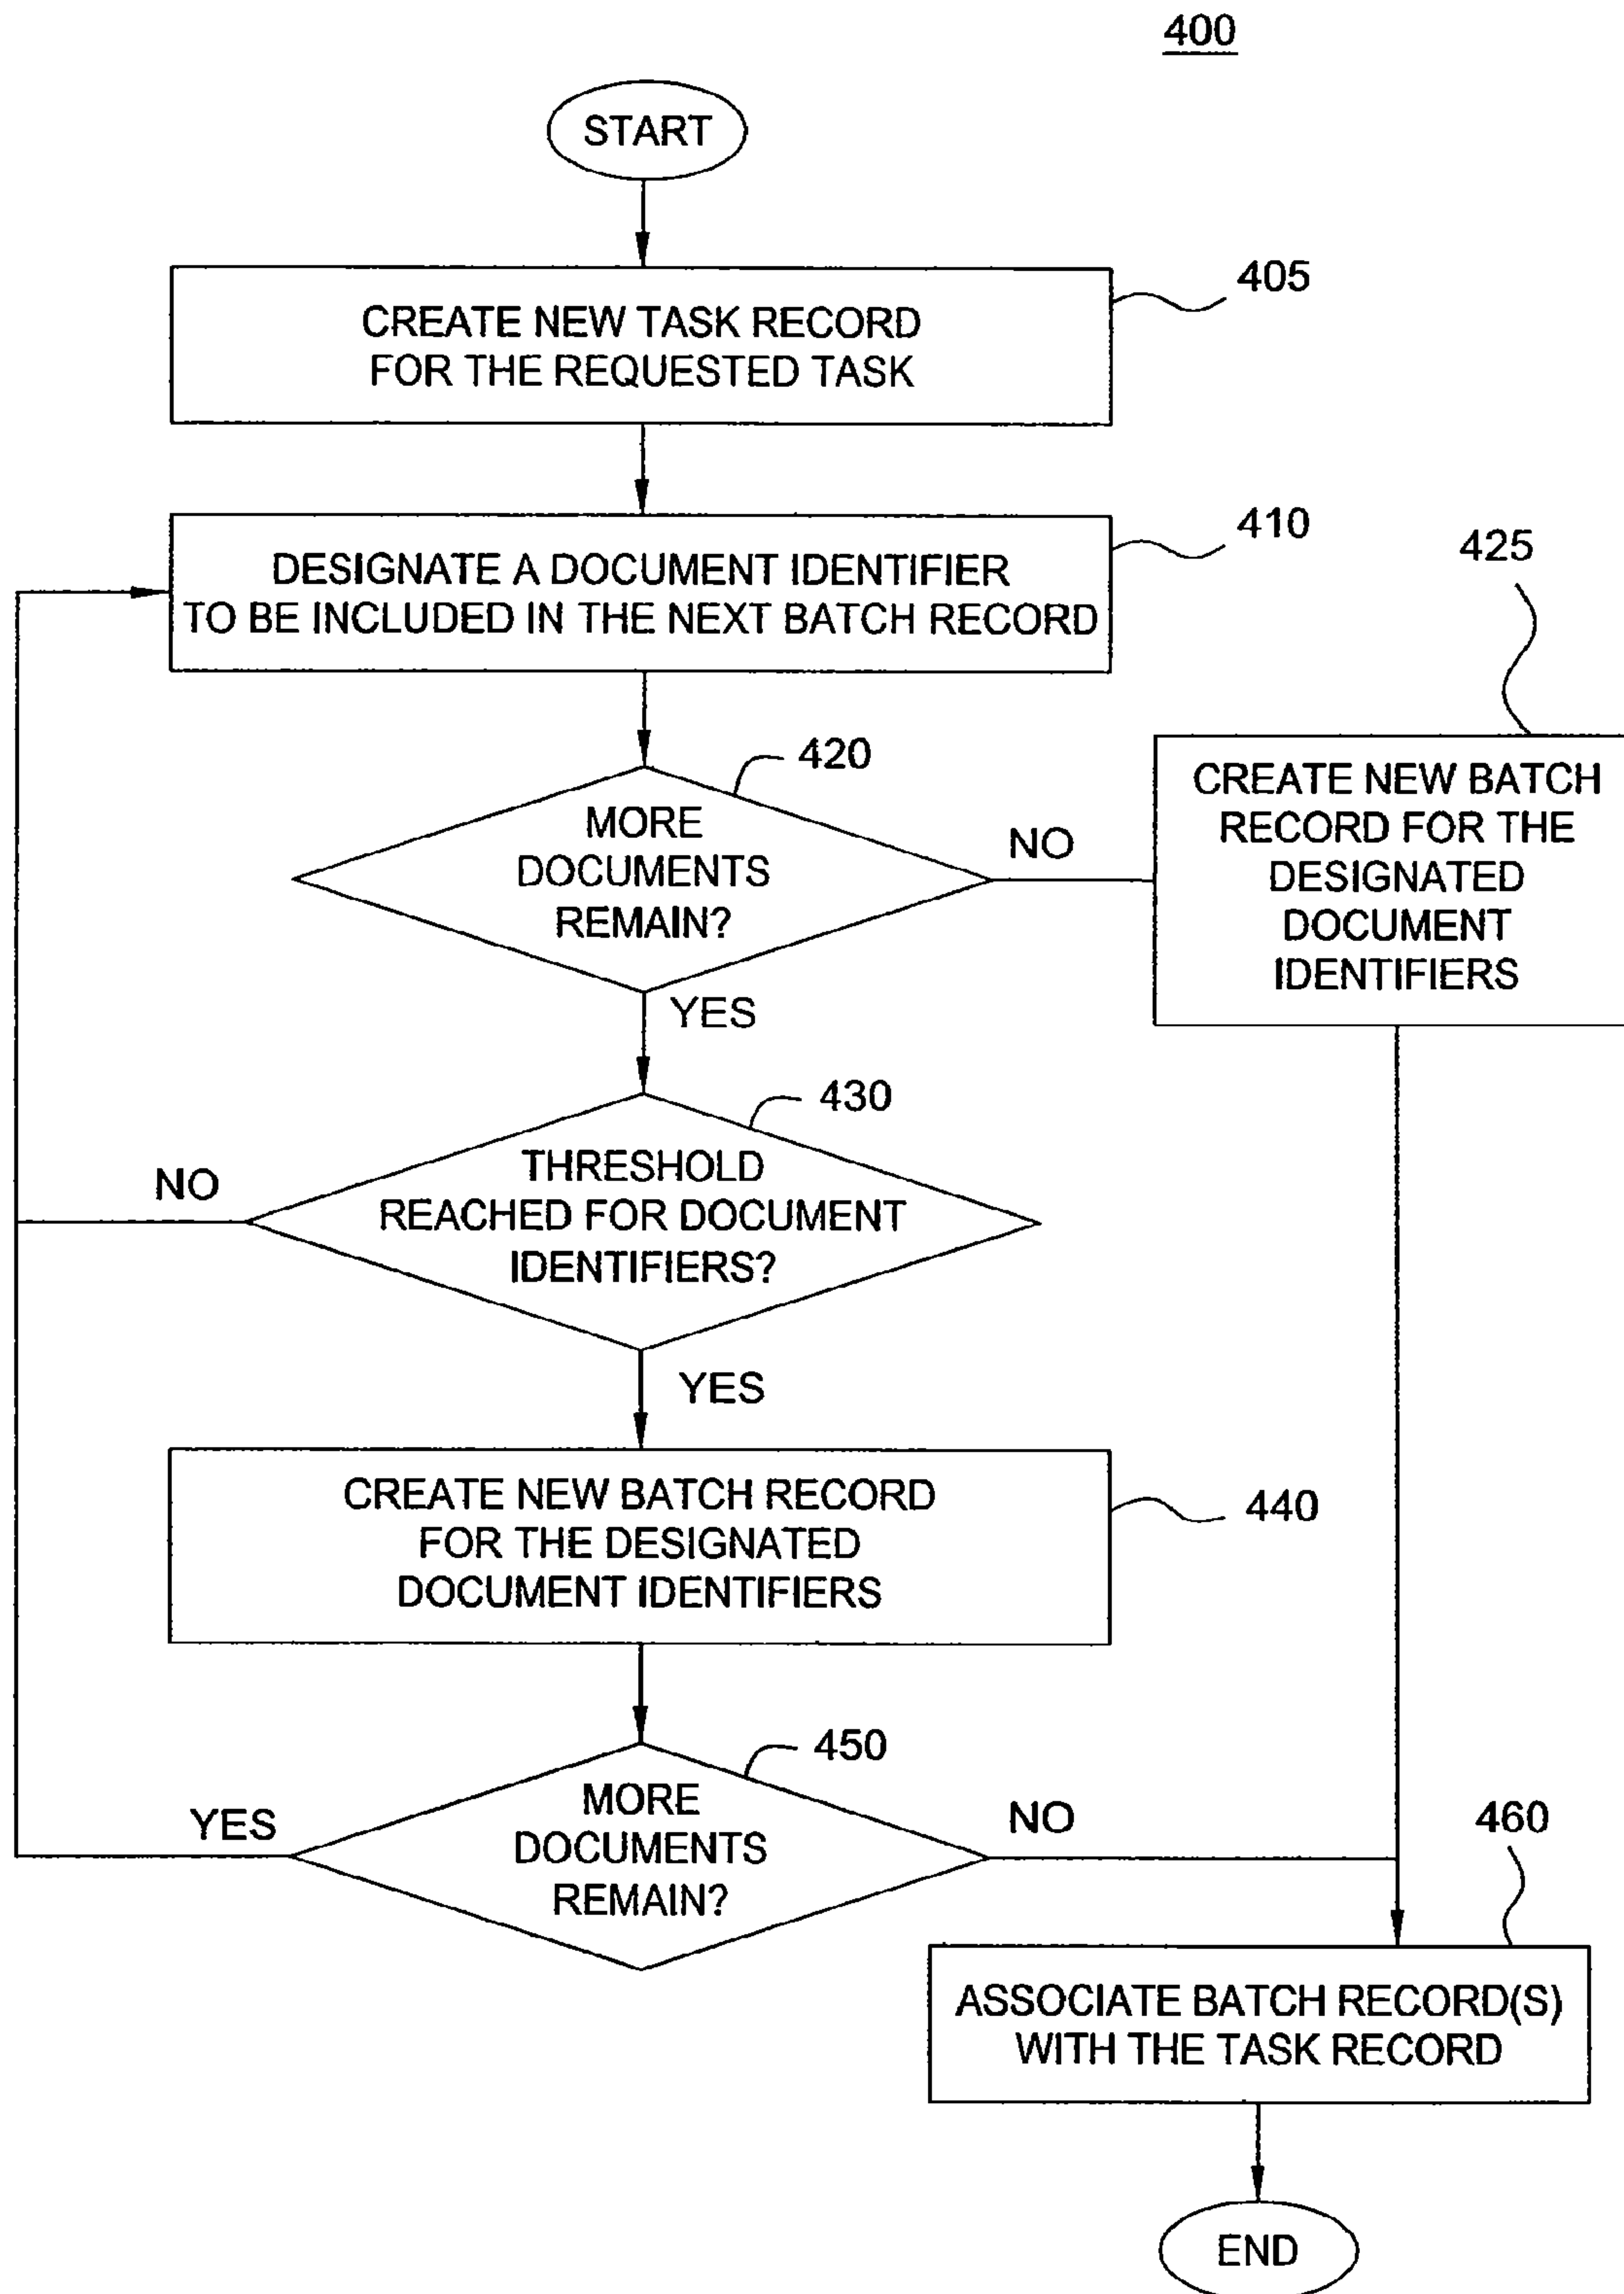 400
START
CREATE NEW TASK RECORD
FOR THE REQUESTED TASK
405
DESIGNATE A DOCUMENT IDENTIFIER
TO BE INCLUDED IN THE NEXT BATCH RECORD
410
425
CREATE NEW BATCH
RECORD FOR THE
DESIGNATED
DOCUMENT
IDENTIFIERS
420
MORE
DOCUMENTS
REMAIN?
NO
YES
430
THRESHOLD
REACHED FOR DOCUMENT
IDENTIFIERS?
NO
YES
CREATE NEW BATCH RECORD
FOR THE DESIGNATED
DOCUMENT IDENTIFIERS
440
450
MORE
DOCUMENTS
REMAIN?
YES
NO
460
ASSOCIATE BATCH RECORD(S)
WITH THE TASK RECORD
END